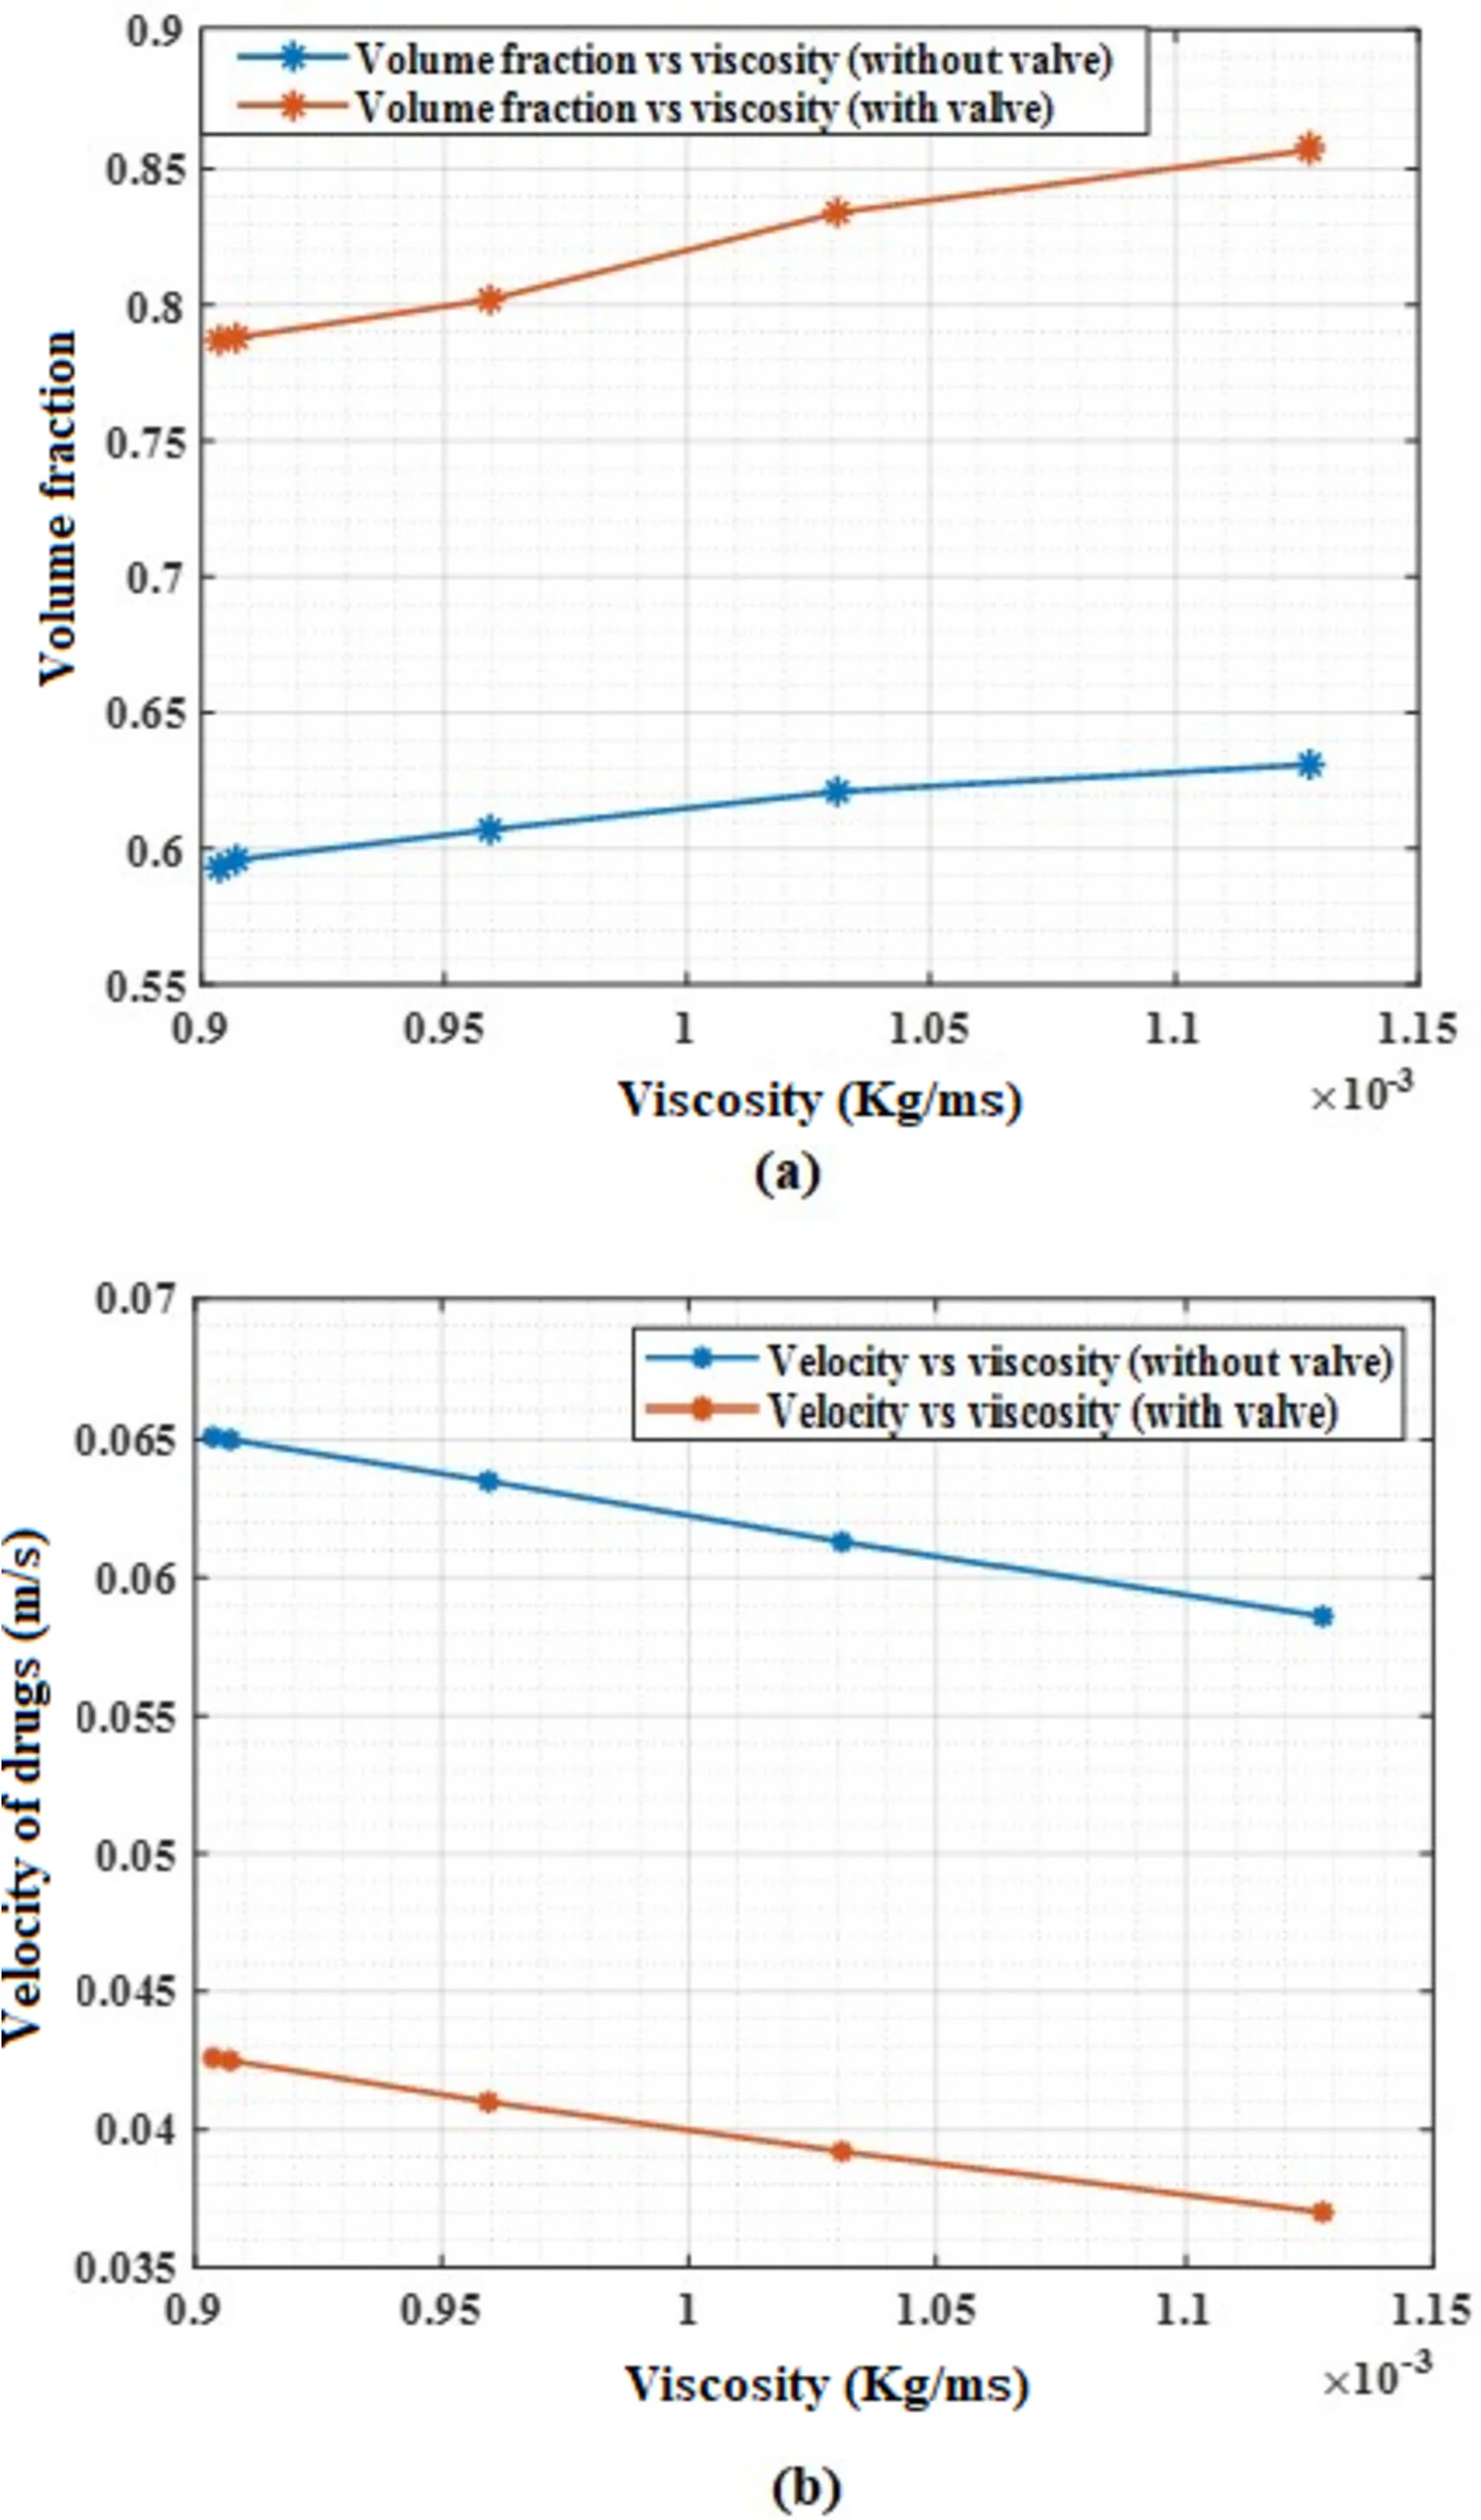 0.9
Volume fraction vs viscosity (without valve)
Volume fraction vs viscosity (with valve)
0.85
0.8
0.75
0.7
0.65
0.6
0.55
Volume fraction
0.9 0.95 1 1.05 1.1 1.15
Viscosity (Kg/ms) ×10-3
(a)
0.07
Velocity vs viscosity (without valve)
Velocity vs viscosity (with valve)
0.065
0.06
0.055
0.05
0.045
0.04
0.035
Velocity of drugs (m/s)
0.9 0.95 1 1.05 1.1 1.15
Viscosity (Kg/ms) ×10-3
(b)